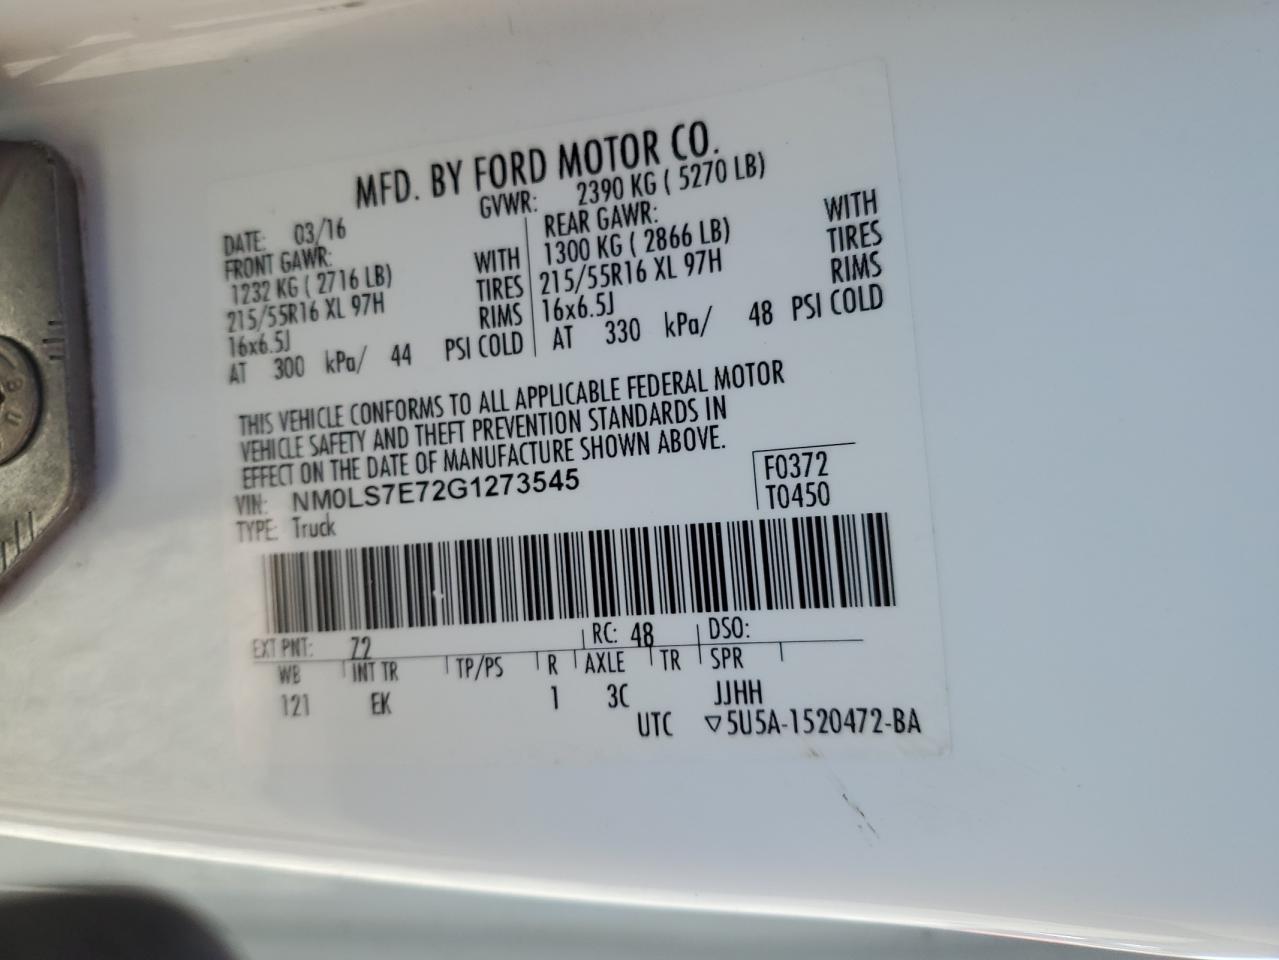 MFD. BY FORD MOTOR CO.
DATE: 03/16 GVWR: 2390 KG ( 5270 LB)
FRONT GAWR: REAR GAWR:
1232 KG ( 2716 LB) WITH 1300 KG ( 2866 LB) WITH
215/55R16 XL 97H TIRES 215/55R16 XL 97H TIRES
16x6.5J RIMS 16x6.5J RIMS
AT 300 kPa/ 44 PSI COLD AT 330 kPa/ 48 PSI COLD
THIS VEHICLE CONFORMS TO ALL APPLICABLE FEDERAL MOTOR
VEHICLE SAFETY AND THEFT PREVENTION STANDARDS IN
EFFECT ON THE DATE OF MANUFACTURE SHOWN ABOVE.
VIN: NM0LS7E72G1273545 F0372
TYPE: Truck T0450
EXT PNT: Z2 RC: 48 DSO:
WB INT TR TP/PS R AXLE TR SPR
121 EK 1 3C JJHH
UTC ▽5U5A-1520472-BA